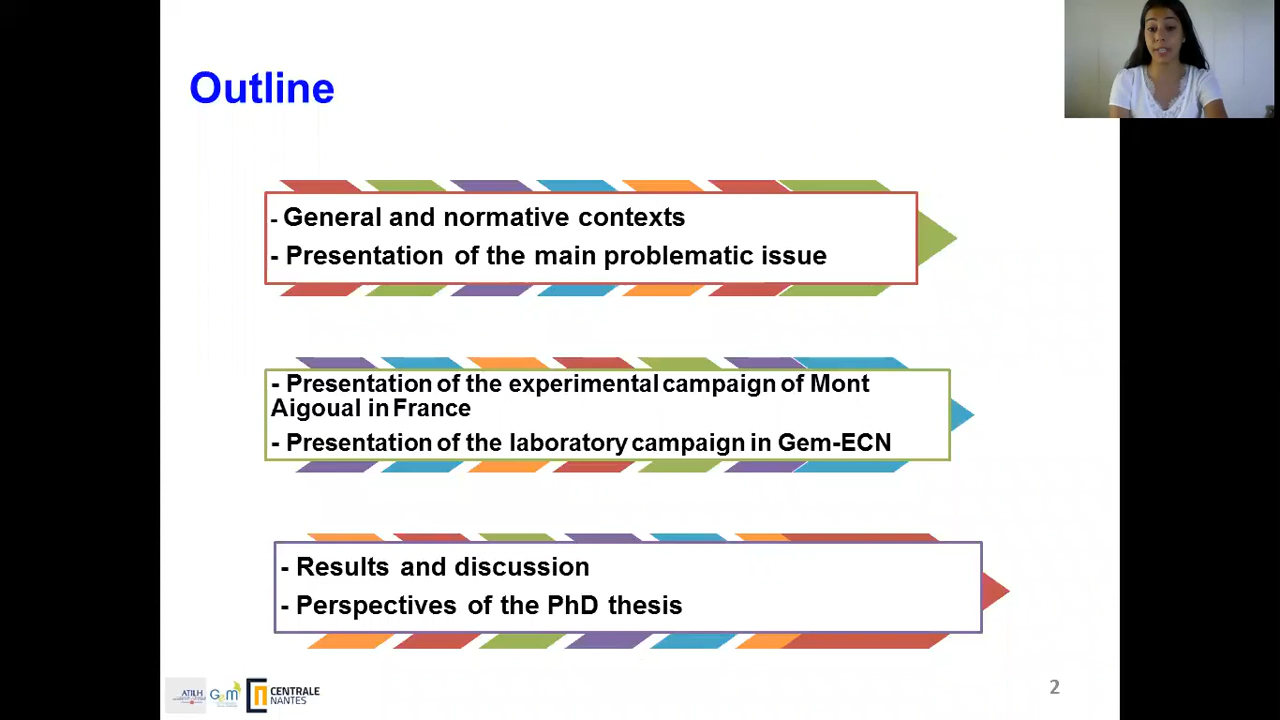 Outline
- General and normative contexts
- Presentation of the main problematic issue
- Presentation of the experimental campaign of Mont
Aigoual in France
- Presentation of the laboratory campaign in Gem-ECN
- Results and discussion
- Perspectives of the PhD thesis
ATILH
Gem
CENTRALE
NANTES
2